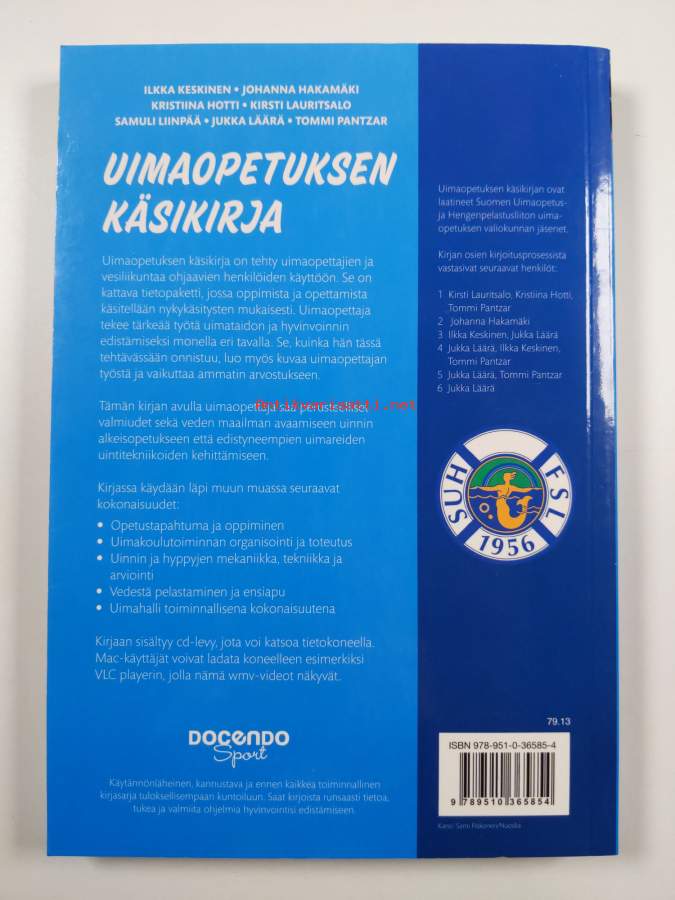 ILKKA KESKINEN • JOHANNA HAKAMÄKI
KRISTIINA HOTTI • KIRSTI LAURITSALO
SAMULI LIINPÄÄ • JUKKA LÄÄRÄ • TOMMI PANTZAR
UIMAOPETUKSEN
KÄSIKIRJA
Uimaopetuksen käsikirja on tehty uimaopettajien ja
vesiliikuntaa ohjaavien henkilöiden käyttöön. Se on
kattava tietopaketti, jossa oppimista ja opettamista
käsitellään nykykäsitysten mukaisesti. Uimaopettaja
tekee tärkeää työtä uimataidon ja hyvinvoinnin
edistämiseksi monella eri tavalla. Se, kuinka hän tässä
tehtävässään onnistuu, luo myös kuvaa uimaopettajan
työstä ja vaikuttaa ammatin arvostukseen.
Tämän kirjan avulla uimaopettaja saa perusteelliset
valmiudet sekä veden maailman avaamiseen uinnin
alkeisopetukseen että edistyneempien uimareiden
uintitekniikoiden kehittämiseen.
Kirjassa käydään läpi muun muassa seuraavat
kokonaisuudet:
• Opetustapahtuma ja oppiminen
• Uimakoulutoiminnan organisointi ja toteutus
• Uinnin ja hyppyjen mekaniikka, tekniikka ja
arviointi
• Vedestä pelastaminen ja ensiapu
• Uimahalli toiminnallisena kokonaisuutena
Kirjaan sisältyy cd-levy, jota voi katsoa tietokoneella.
Mac-käyttäjät voivat ladata koneelleen esimerkiksi
VLC playerin, jolla nämä wmv-videot näkyvät.
DOCENDO
Sport
Käytännönläheinen, kannustava ja ennen kaikkea toiminnallinen
kirjasarja tuloksellisempaan kuntoiluun. Saat kirjoista runsaasti tietoa,
tukea ja valmiita ohjelmia hyvinvointisi edistämiseen.
Uimaopetuksen käsikirjan ovat
laatineet Suomen Uimaopetus-
ja Hengenpelastusliiton uima-
opetuksen valiokunnan jäsenet.
Kirjan osien kirjoitusprosessista
vastasivat seuraavat henkilöt:
1 Kirsti Lauritsalo, Kristiina Hotti,
Tommi Pantzar
2 Johanna Hakamäki
3 Ilkka Keskinen, Jukka Läärä
4 Jukka Läärä, Ilkka Keskinen,
Tommi Pantzar
5 Jukka Läärä, Tommi Pantzar
6 Jukka Läärä
SUH
FSL
1956
79.13
ISBN 978-951-0-36585-4
9 789510 365854
Antikvariaatti.net